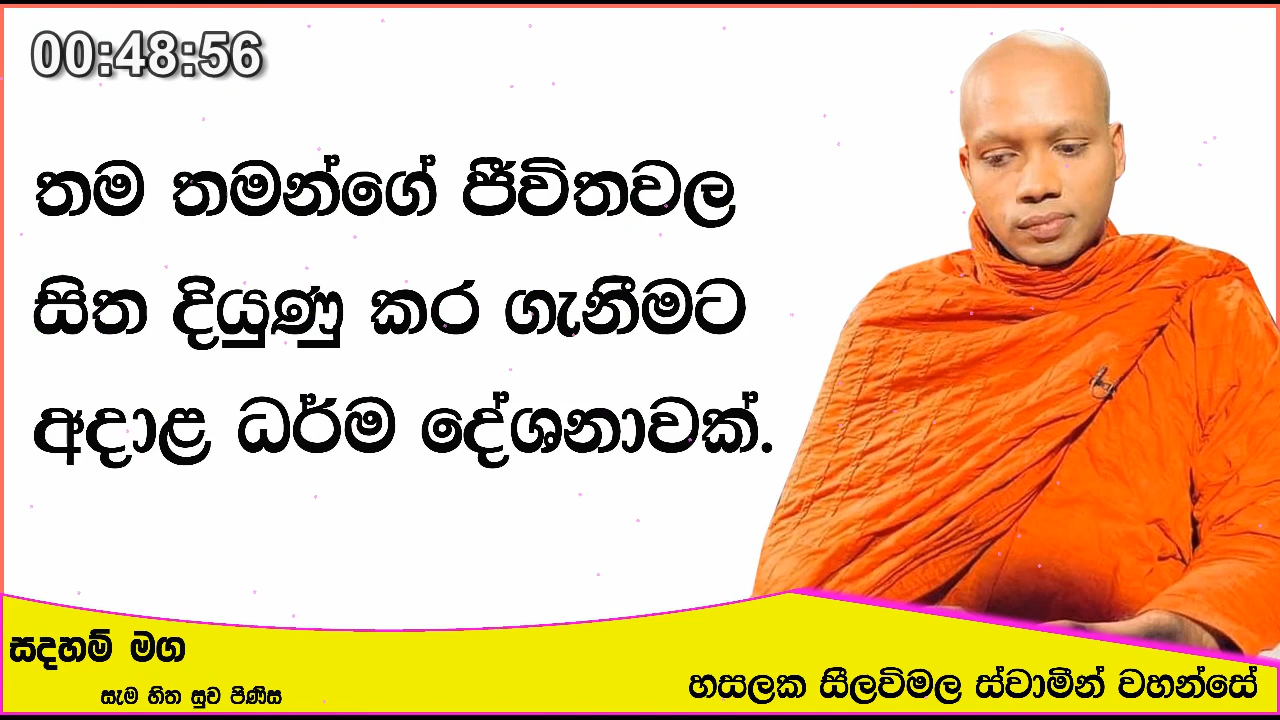 00:48:56
තම තමන්ගේ ජීවිතවල
සිත දියුණු කර ගැනීමට
අදාළ ධර්ම දේශනාවක්.
සදහම් මග
සැම හිත සුව පිණිස
හසලක සීලවිමල ස්වාමීන් වහන්සේ